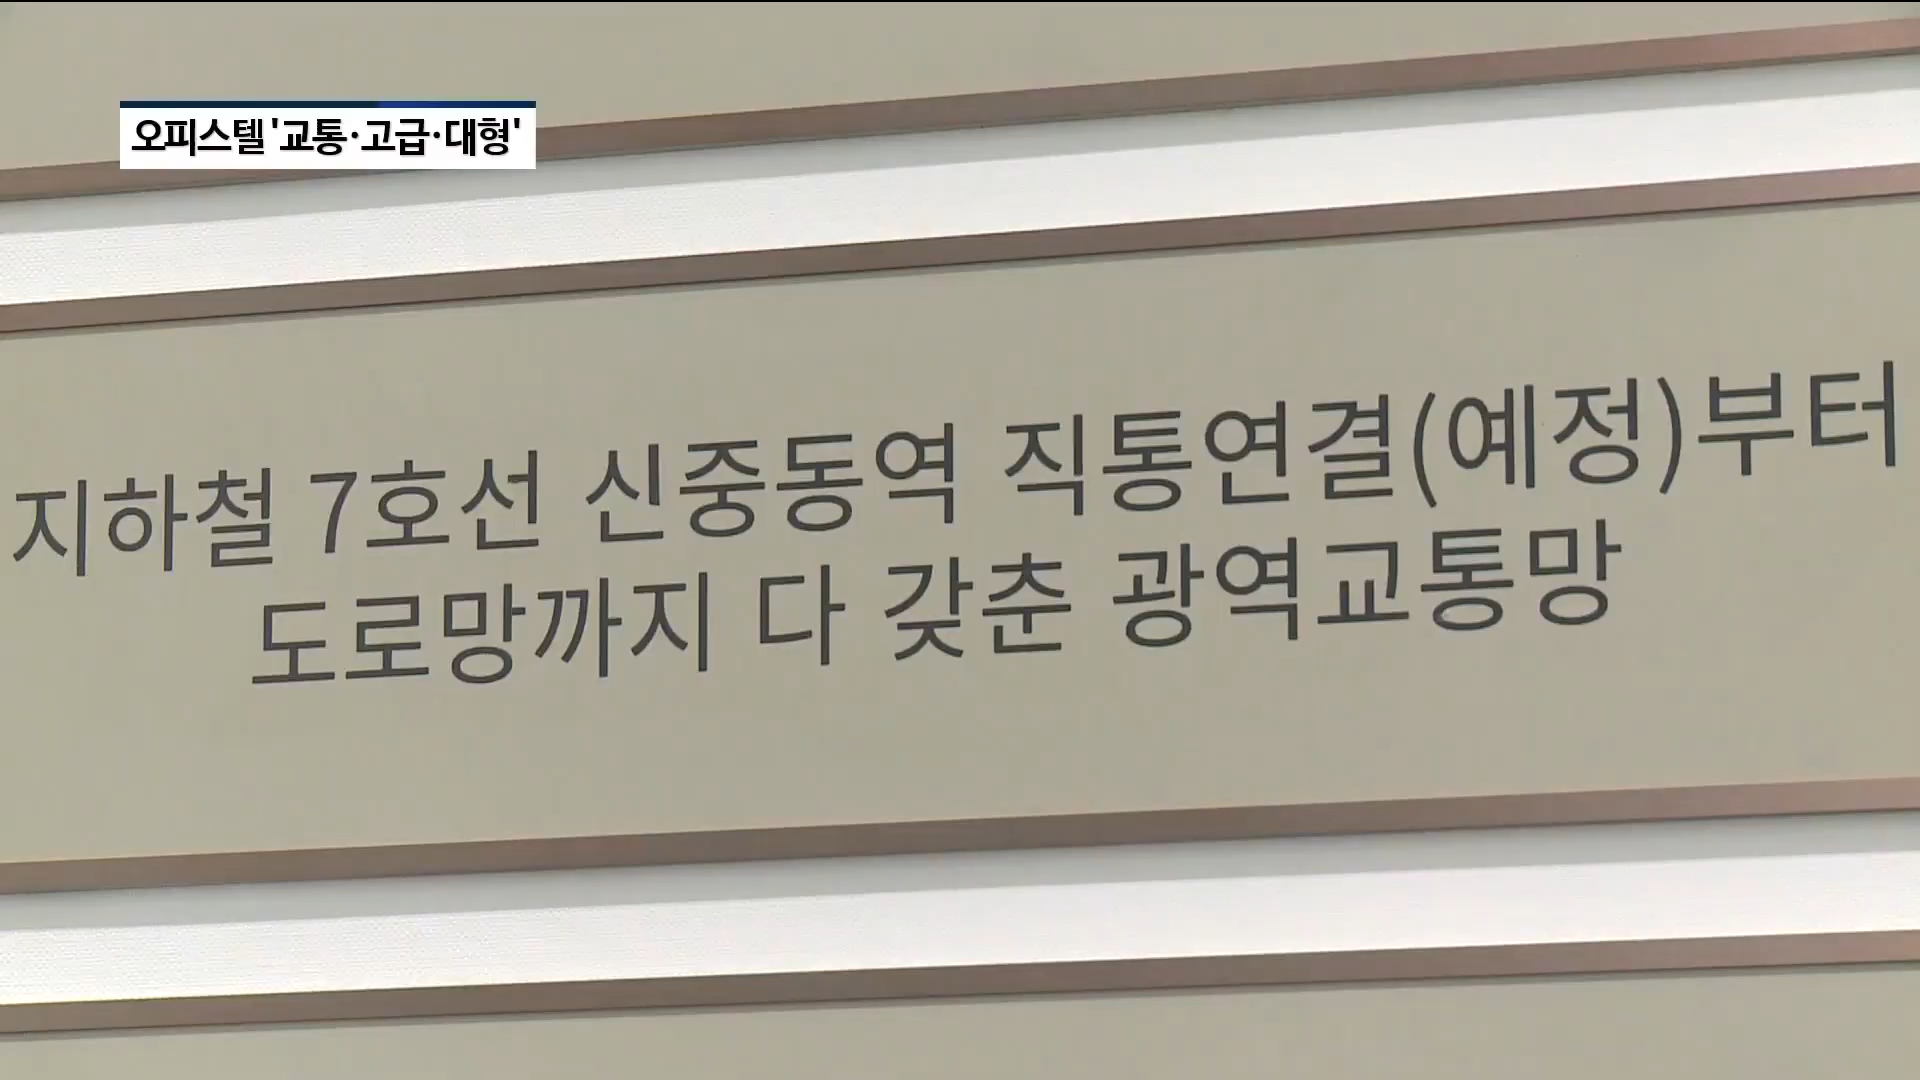 오피스텔 '교통·고급·대형'
지하철 7호선 신중동역 직통연결(예정)부터
도로망까지 다 갖춘 광역교통망